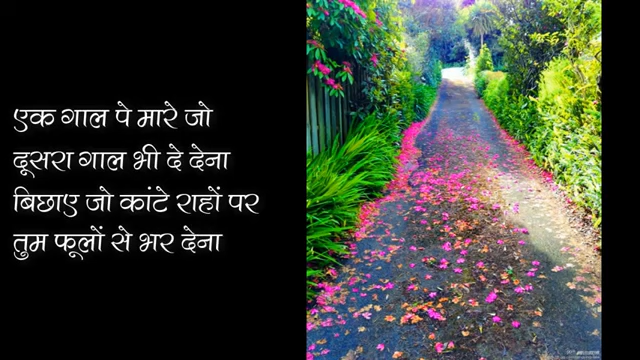 एक गाल पे मारे जो
दूसरा गाल भी दे देना
बिछाए जो कांटे राहों पर
तुम फूलों से भर देना